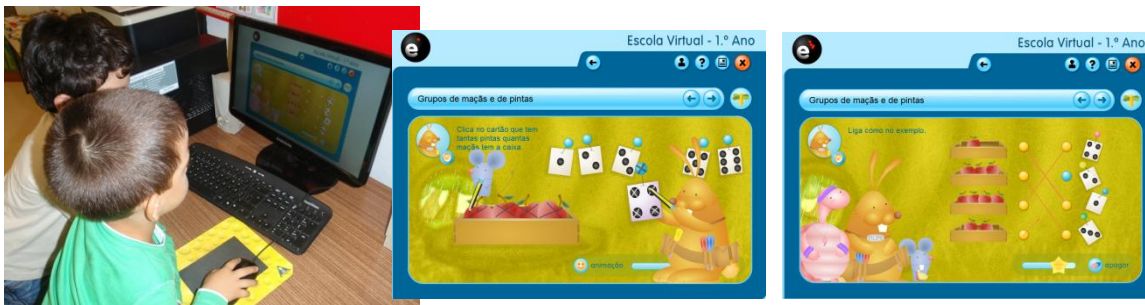 Escola Virtual - 1.º Ano
Grupos de maçãs e de pintas
Clica no cartão que tem
tantas pintas quantas
maçãs tem a caixa.
animação
Escola Virtual - 1.º Ano
Grupos de maçãs e de pintas
Liga como no exemplo.
apagar